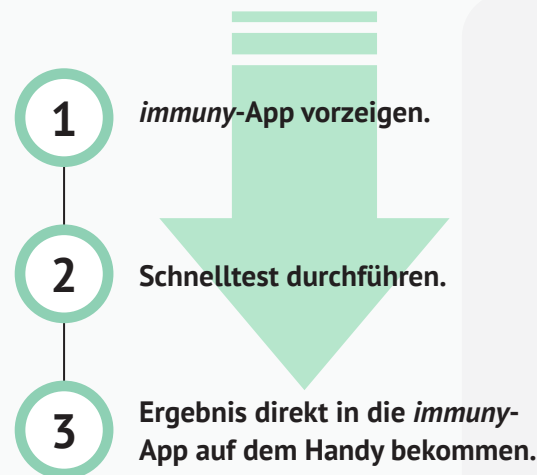 1
immuny-App vorzeigen.
2
Schnelltest durchführen.
3
Ergebnis direkt in die immuny-
App auf dem Handy bekommen.